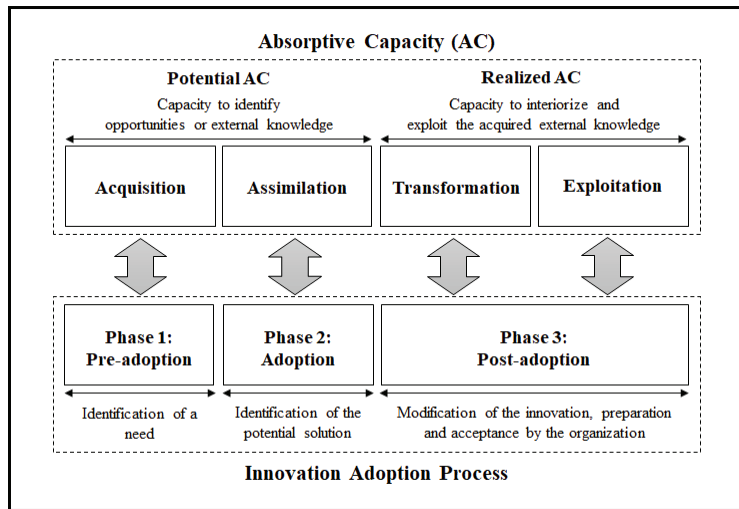 Absorptive Capacity (AC)
Potential AC
Capacity to identify
opportunities or external knowledge
Realized AC
Capacity to interiorize and
exploit the acquired external knowledge
Acquisition
Assimilation
Transformation
Exploitation
Phase 1:
Pre-adoption
Phase 2:
Adoption
Phase 3:
Post-adoption
Identification of a
need
Identification of the
potential solution
Modification of the innovation, preparation
and acceptance by the organization
Innovation Adoption Process